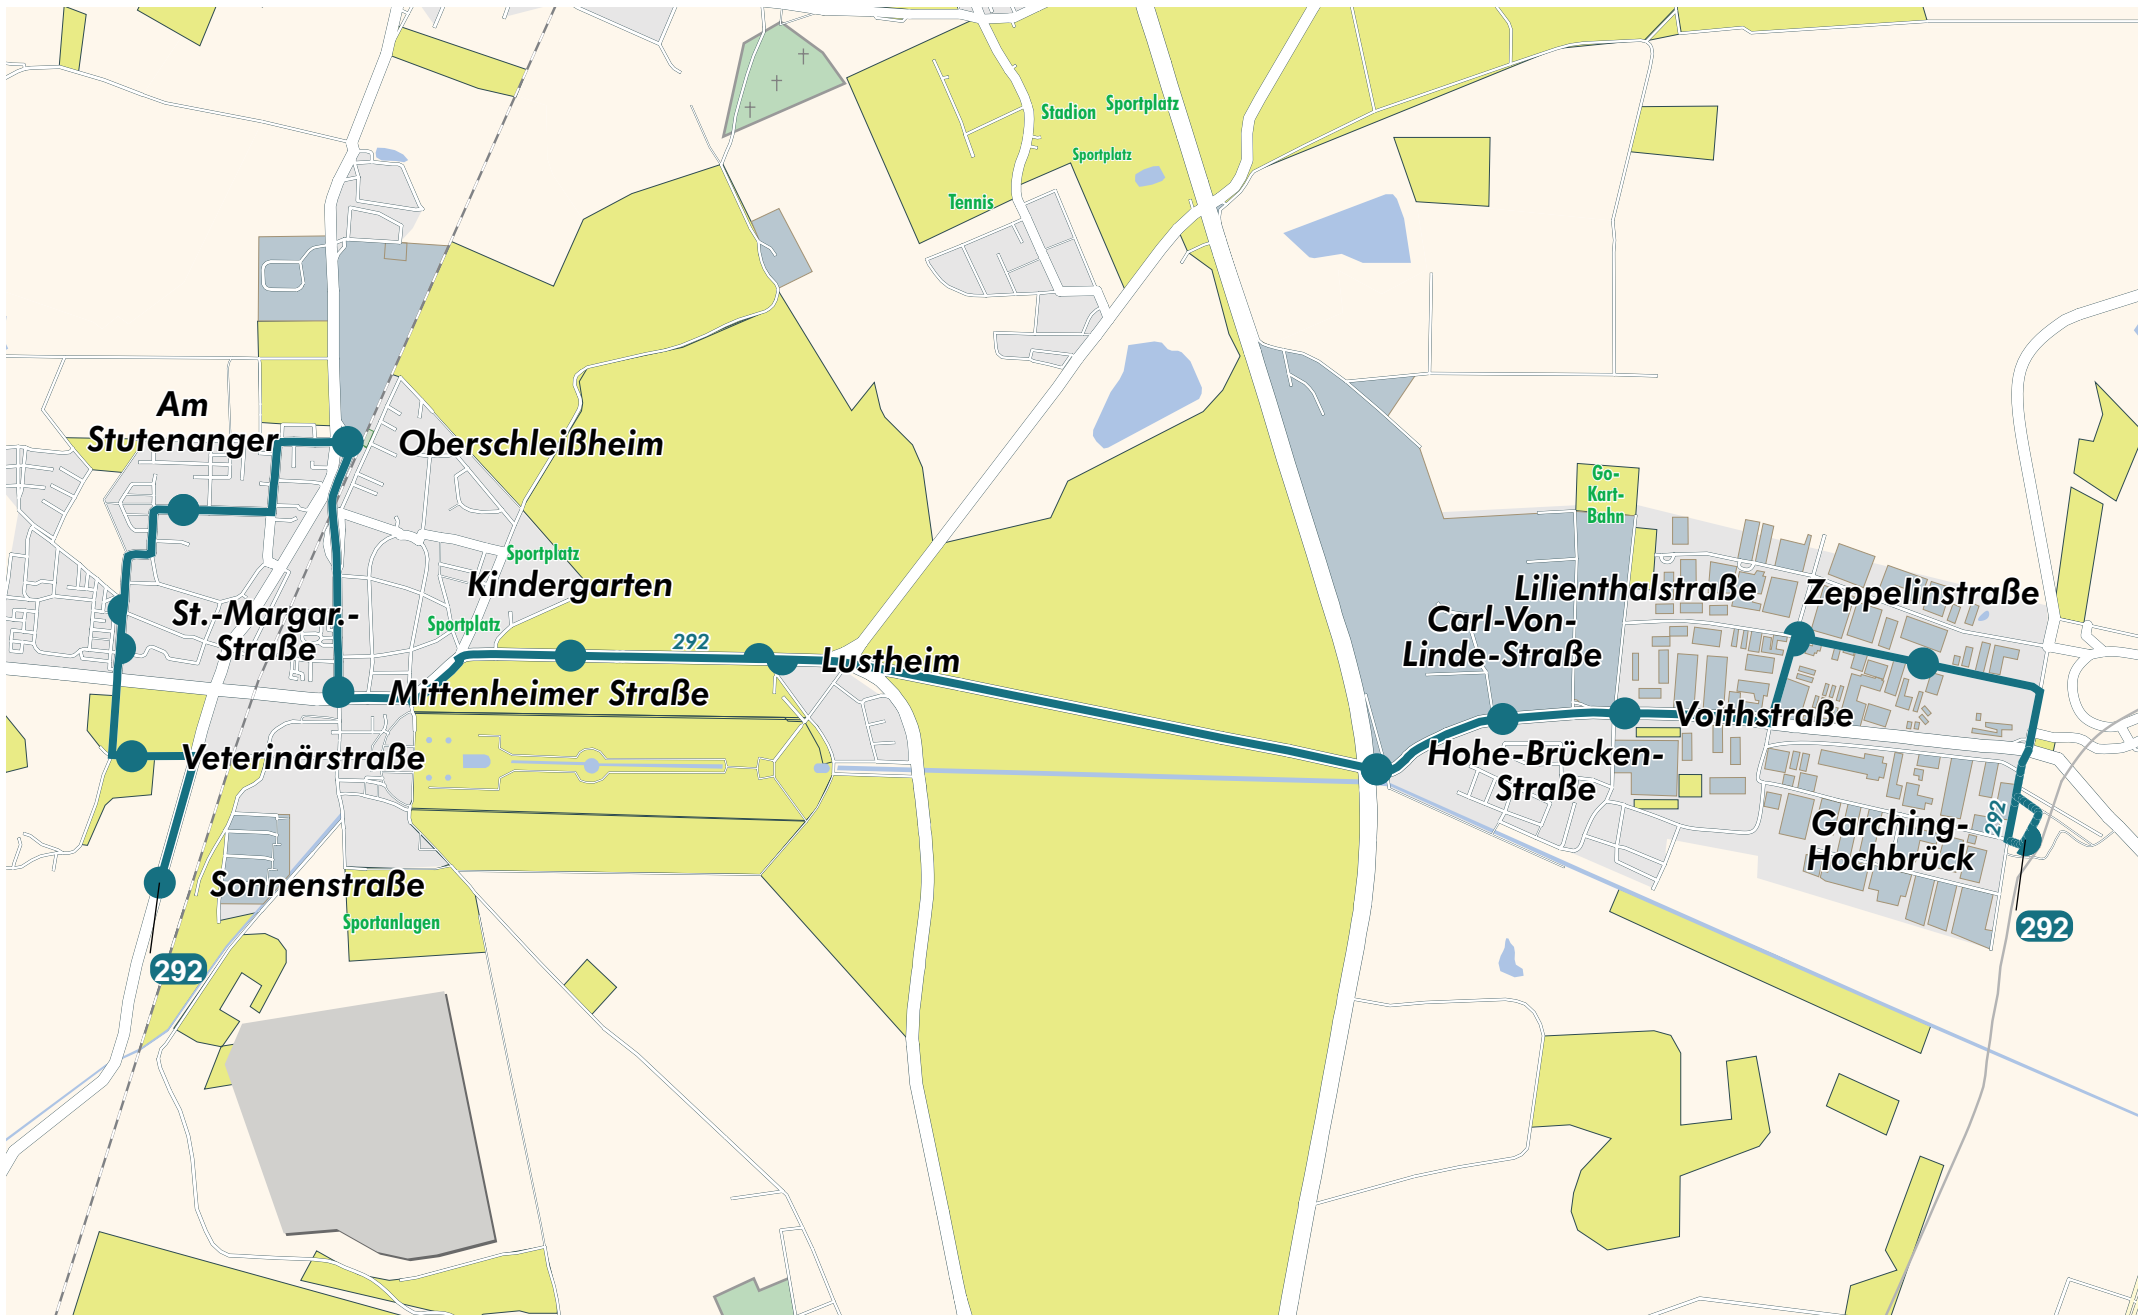 Stadion
Sportplatz
Sportplatz
Tennis
Am
Stutenanger
Oberschleißheim
Go-
Kart-
Bahn
Sportplatz
Kindergarten
Lilienthalstraße
Zeppelinstraße
St.-Margar.-
Straße
Sportplatz
292
Carl-Von-
Linde-Straße
Lustheim
Mittenheimer Straße
Voithstraße
Veterinärstraße
Hohe-Brücken-
Straße
292
Garching-
Hochbrück
Sonnenstraße
Sportanlagen
292
292